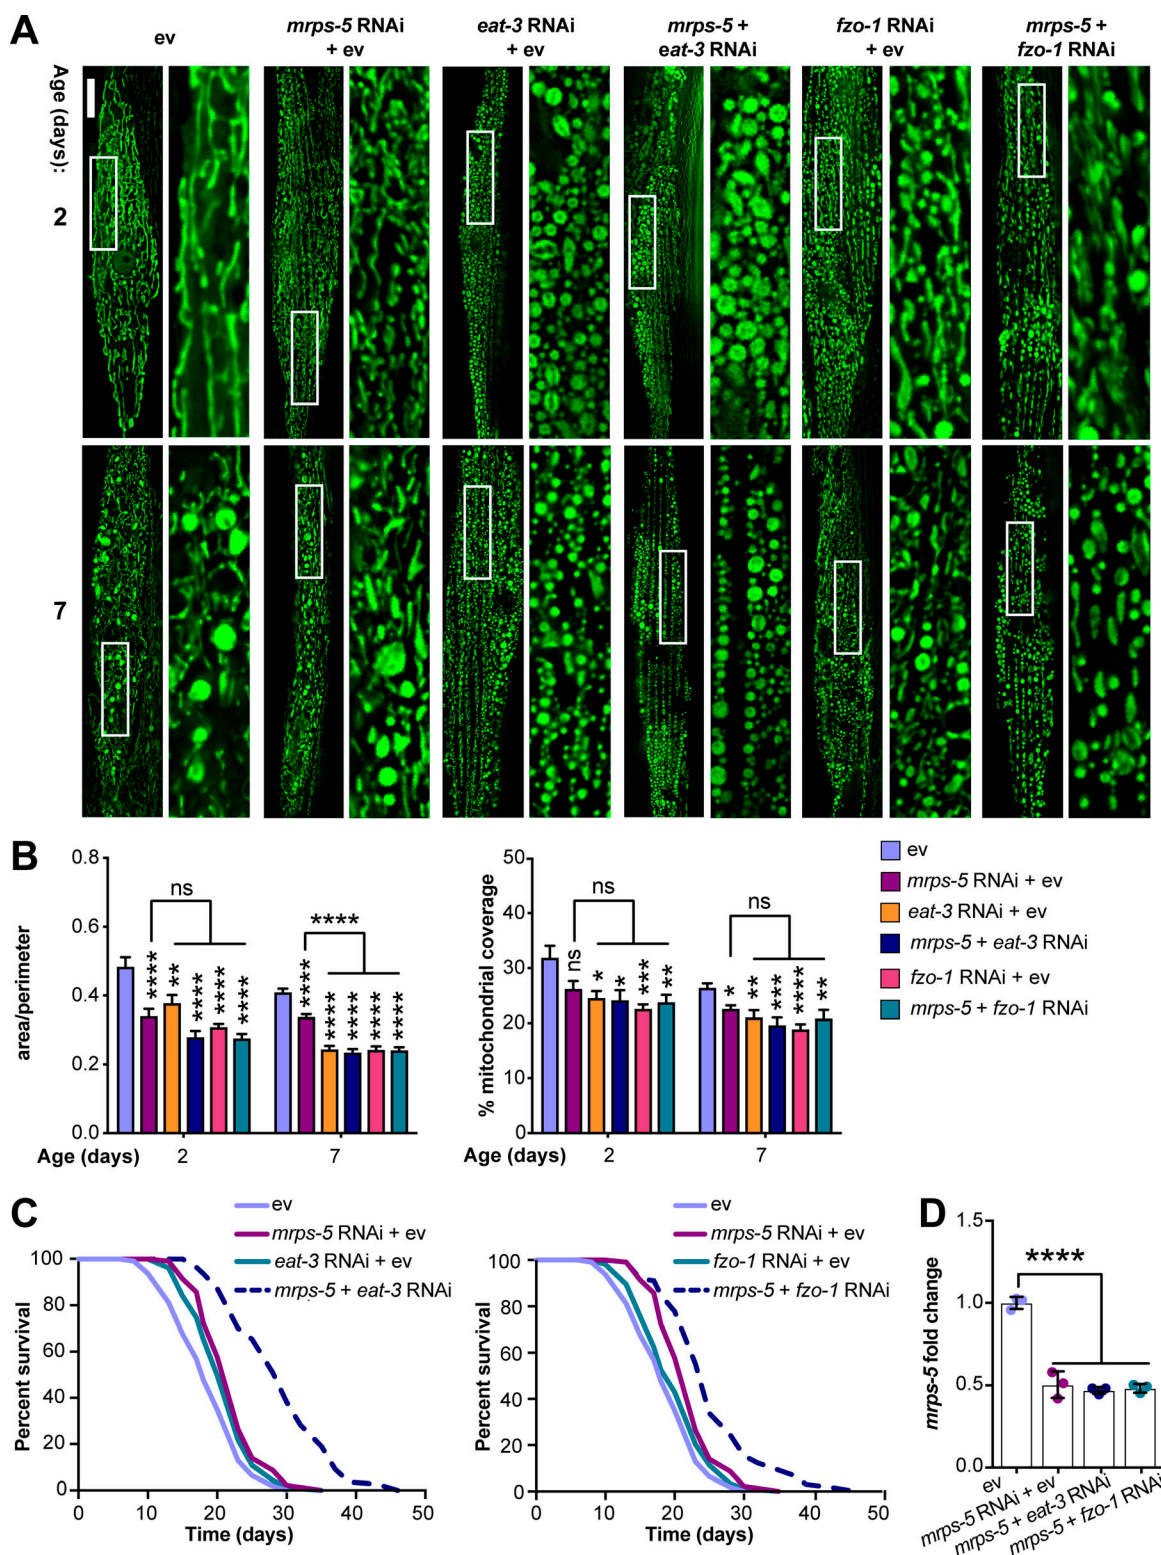 A
ev
mrps-5 RNAi
+ ev
eat-3 RNAi
+ ev
mrps-5 +
eat-3 RNAi
fzo-1 RNAi
+ ev
mrps-5 +
fzo-1 RNAi
Age (days):
2
7
B
0.8
0.6
0.4
0.2
0.0
area/perimeter
ns
****
****
**
****
****
****
****
****
****
****
****
Age (days)
2
7
50
40
30
20
10
0
% mitochondrial coverage
ns
ns
ns
*
*
***
**
*
**
***
****
**
Age (days)
2
7
ev
mrps-5 RNAi + ev
eat-3 RNAi + ev
mrps-5 + eat-3 RNAi
fzo-1 RNAi + ev
mrps-5 + fzo-1 RNAi
C
ev
mrps-5 RNAi + ev
eat-3 RNAi + ev
mrps-5 + eat-3 RNAi
100
80
60
40
20
0
Percent survival
0 10 20 30 40 50
Time (days)
ev
mrps-5 RNAi + ev
fzo-1 RNAi + ev
mrps-5 + fzo-1 RNAi
100
80
60
40
20
0
Percent survival
0 10 20 30 40 50
Time (days)
D
1.5
1.0
0.5
0.0
mrps-5 fold change
****
ev
mrps-5 RNAi + ev
mrps-5 + eat-3 RNAi
mrps-5 + fzo-1 RNAi